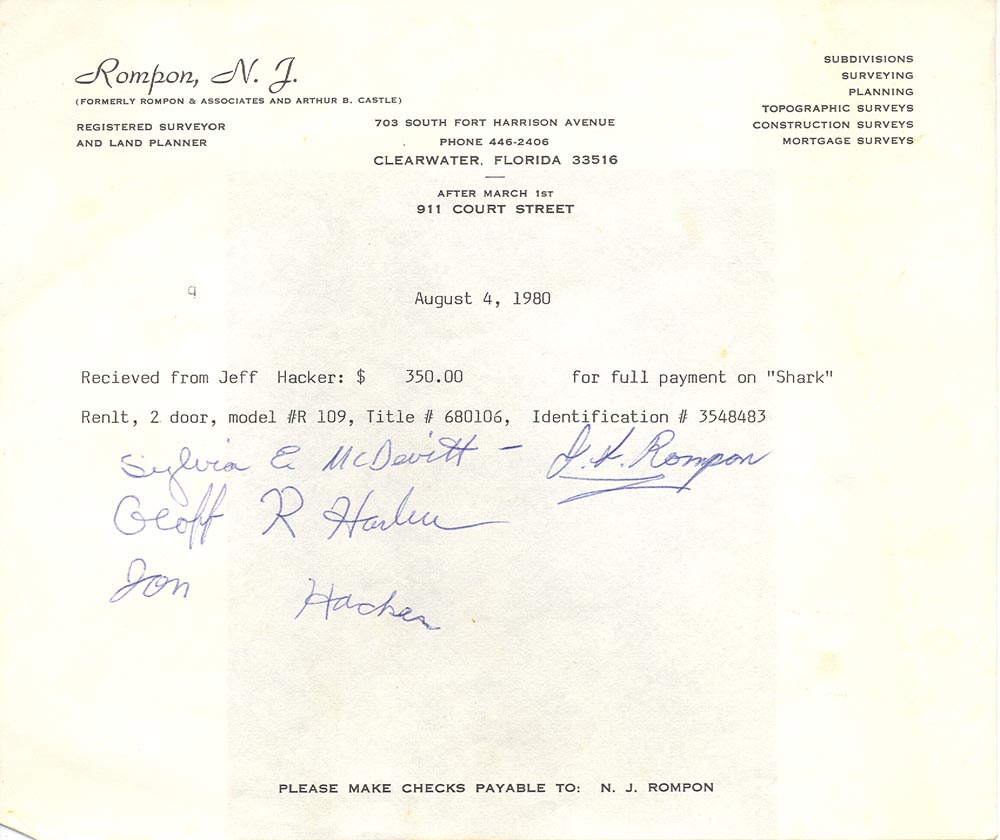 Rompon, N. J.
(FORMERLY ROMPON & ASSOCIATES AND ARTHUR B. CASTLE)
REGISTERED SURVEYOR
AND LAND PLANNER
703 SOUTH FORT HARRISON AVENUE
PHONE 446-2406
CLEARWATER, FLORIDA 33516
AFTER MARCH 1ST
911 COURT STREET
SUBDIVISIONS
SURVEYING
PLANNING
TOPOGRAPHIC SURVEYS
CONSTRUCTION SURVEYS
MORTGAGE SURVEYS
August 4, 1980
Recieved from Jeff Hacker: $ 350.00 for full payment on "Shark"
Renlt, 2 door, model #R 109, Title # 680106, Identification # 3548483
Sylvia E. McDevitt - Rompon
Geoff R
Jon Hacker
PLEASE MAKE CHECKS PAYABLE TO: N. J. ROMPON